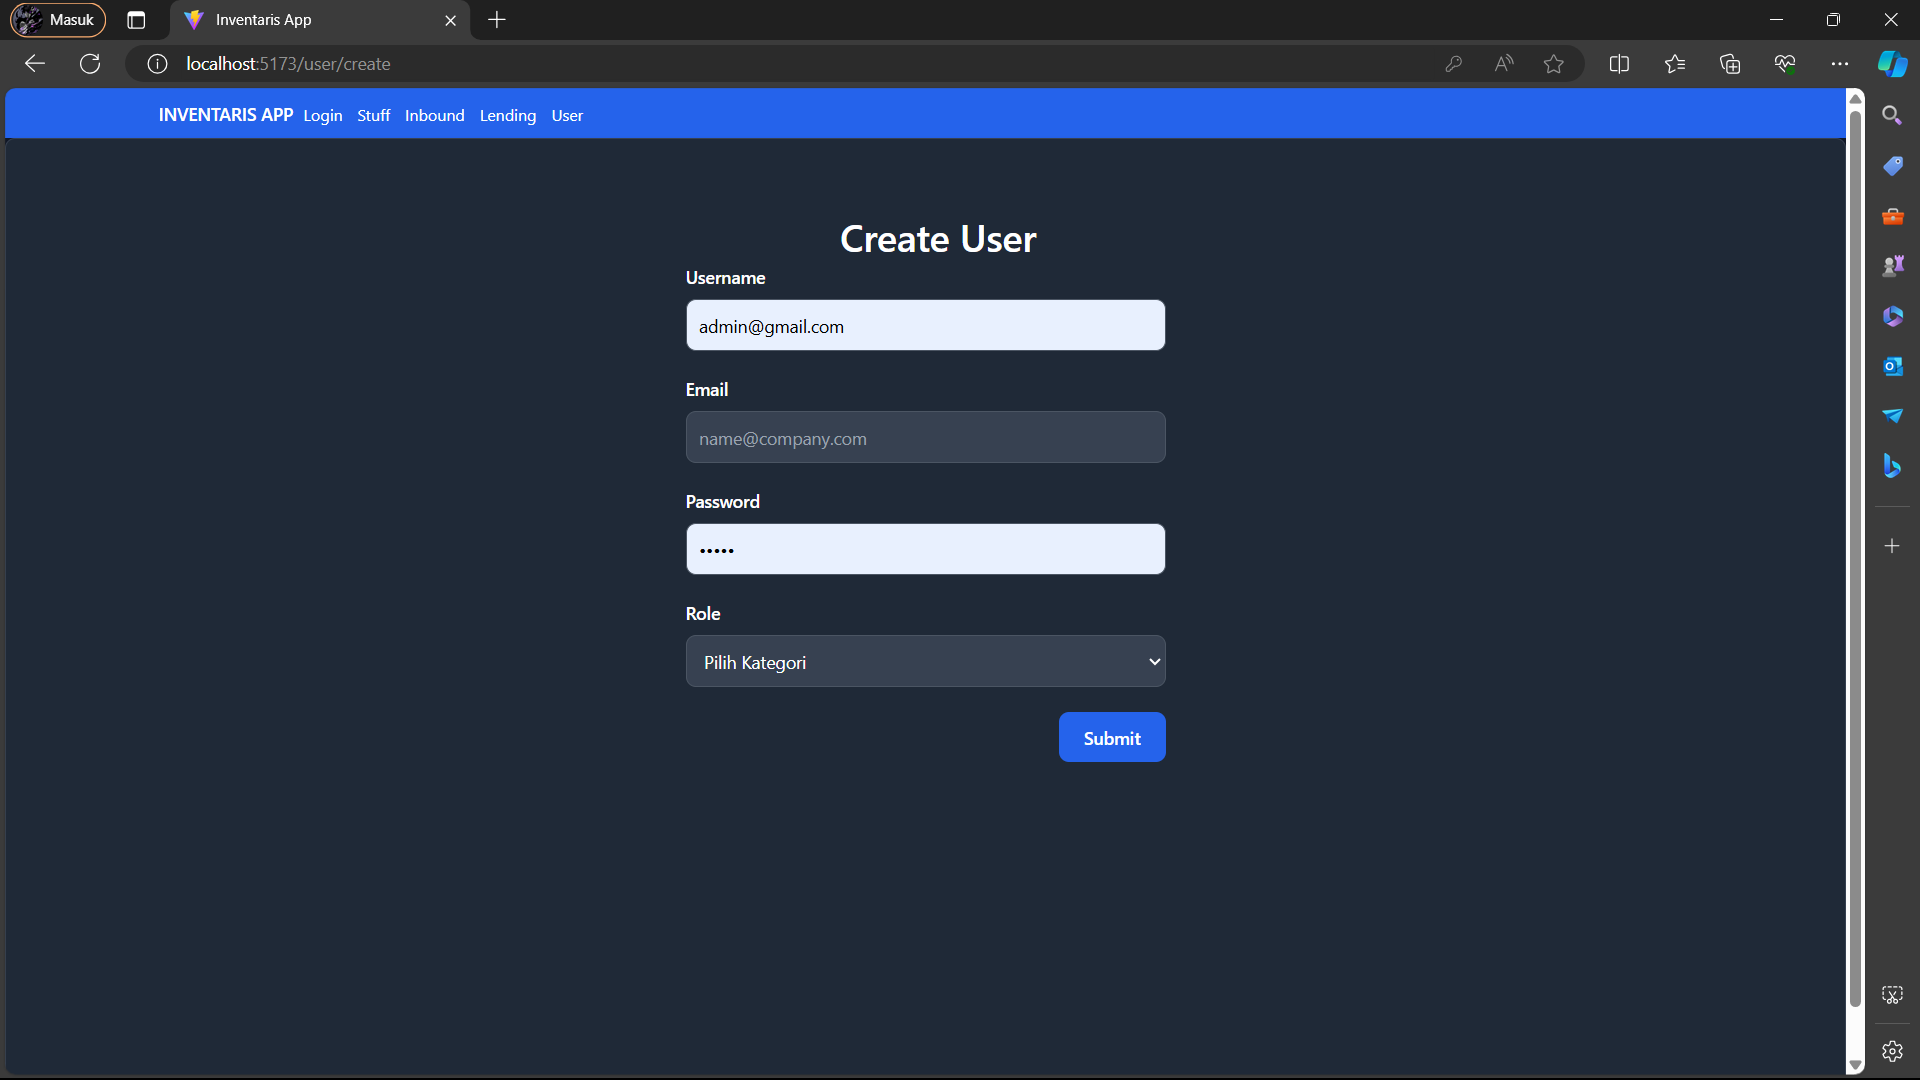 Masuk
Inventaris App
localhost:5173/user/create
INVENTARIS APP Login Stuff Inbound Lending User
Create User
Username
admin@gmail.com
Email
name@company.com
Password
•••••
Role
Pilih Kategori
Submit